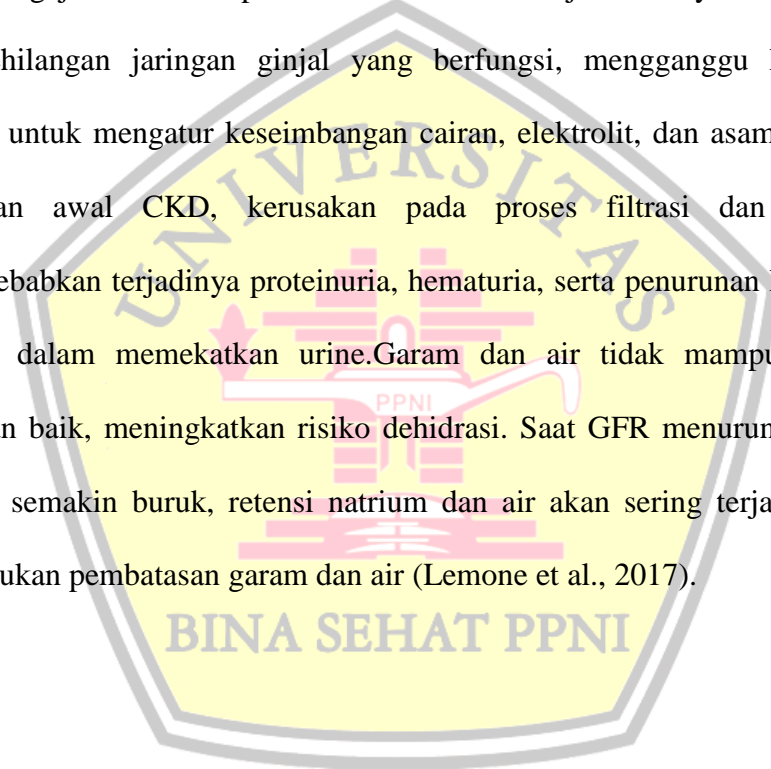 hilangan jaringan ginjal yang berfungsi, mengganggu
untuk mengatur keseimbangan cairan, elektrolit, dan asam
an awal CKD, kerusakan pada proses filtrasi dan
ebabkan terjadinya proteinuria, hematuria, serta penurunan
dalam memekatkan urine.Garam dan air tidak mampu
n baik, meningkatkan risiko dehidrasi. Saat GFR menurun
semakin buruk, retensi natrium dan air akan sering terja
ukan pembatasan garam dan air (Lemone et al., 2017).
UNIVERSITAS
PPNI
BINA SEHAT PPNI